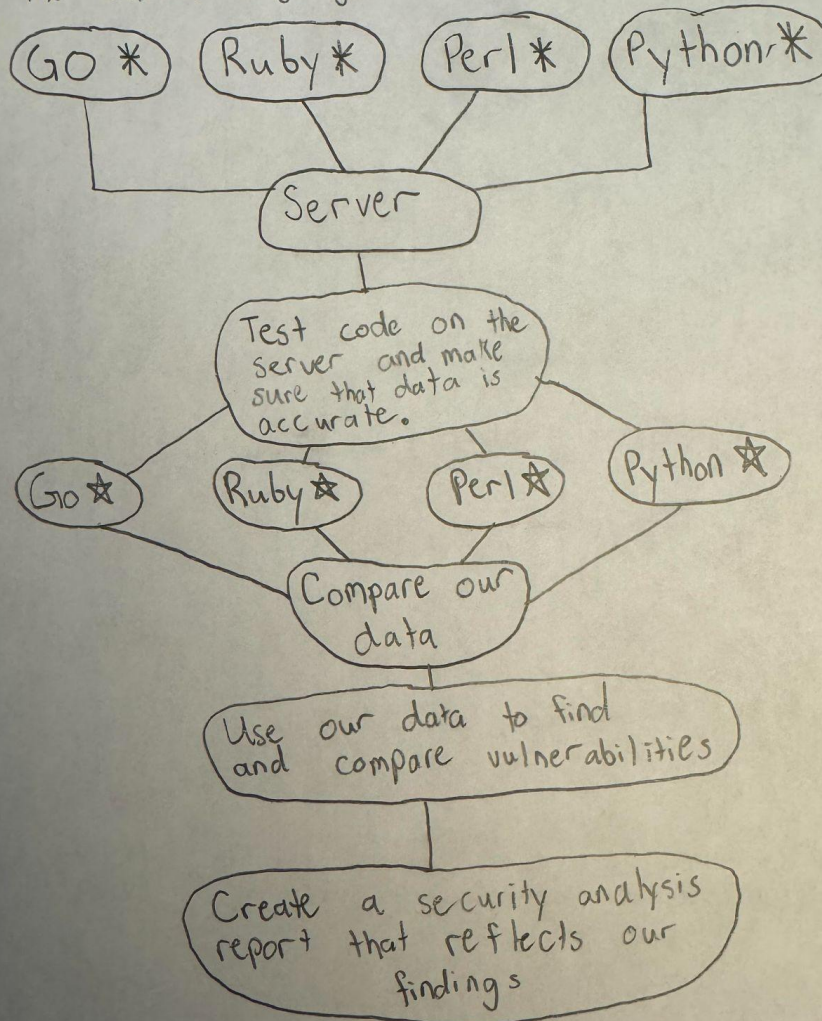 GO *
Ruby *
Perl *
Python *
Server
Test code on the
server and make
sure that data is
accurate.
Go ☆
Ruby ☆
Perl ☆
Python ☆
Compare our
data
Use our data to find
and compare vulnerabilities
Create a security analysis
report that reflects our
findings